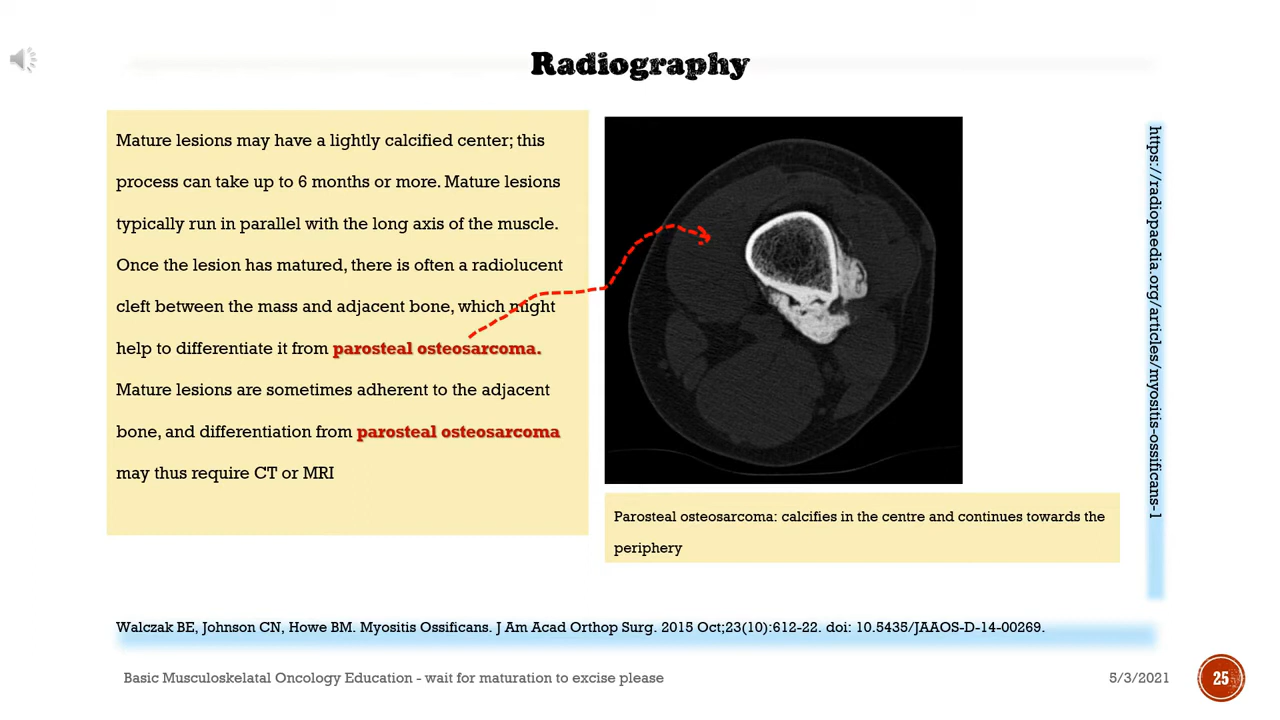 Radiography
Mature lesions may have a lightly calcified center; this
process can take up to 6 months or more. Mature lesions
typically run in parallel with the long axis of the muscle.
Once the lesion has matured, there is often a radiolucent
cleft between the mass and adjacent bone, which might
help to differentiate it from parosteal osteosarcoma.
Mature lesions are sometimes adherent to the adjacent
bone, and differentiation from parosteal osteosarcoma
may thus require CT or MRI
Parosteal osteosarcoma: calcifies in the centre and continues towards the
periphery
https://radiopaedia.org/articles/myositis-ossificans-1
Walczak BE, Johnson CN, Howe BM. Myositis Ossificans. J Am Acad Orthop Surg. 2015 Oct;23(10):612-22. doi: 10.5435/JAAOS-D-14-00269.
Basic Musculoskelatal Oncology Education - wait for maturation to excise please
5/3/2021
25